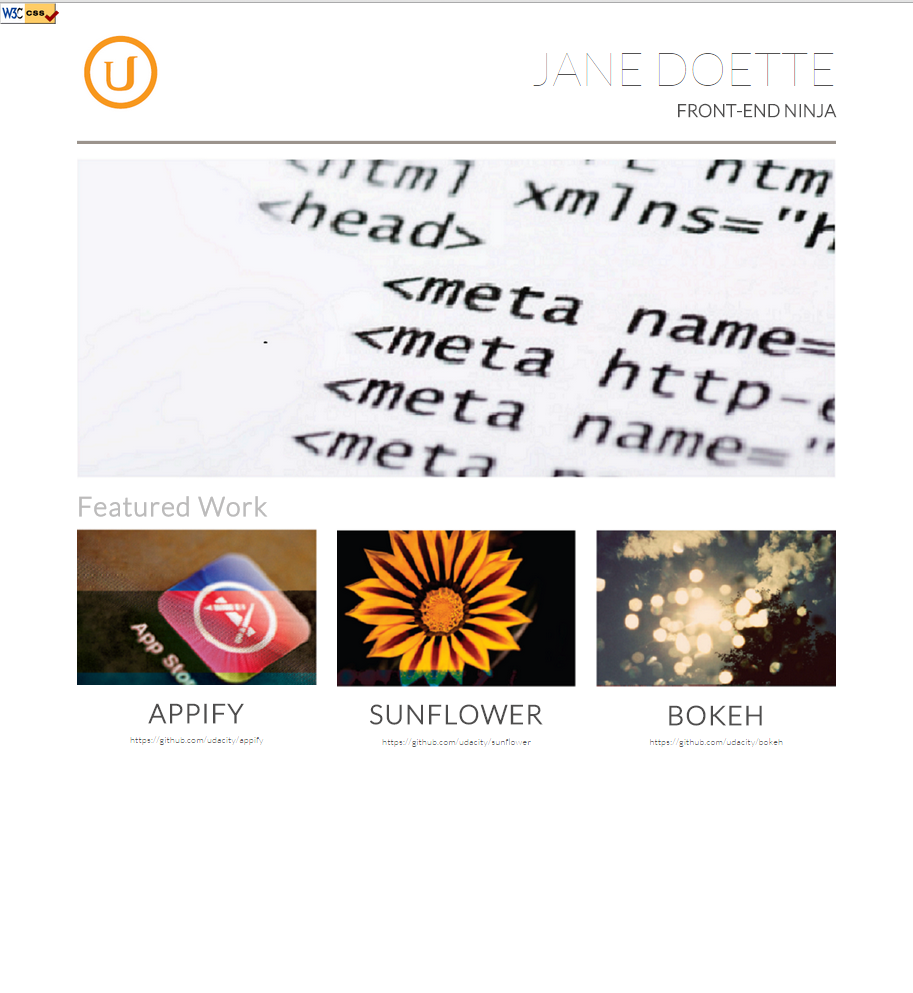 W3C css
U
JANE DOETTE
FRONT-END NINJA
<html
xmlns="h
<head>
<meta name=
<meta http-e
<meta name="
<meta
Featured Work
App Stor
APPIFY
SUNFLOWER
BOKEH
https://github.com/udacity/appify
https://github.com/udacity/sunflower
https://github.com/udacity/bokeh